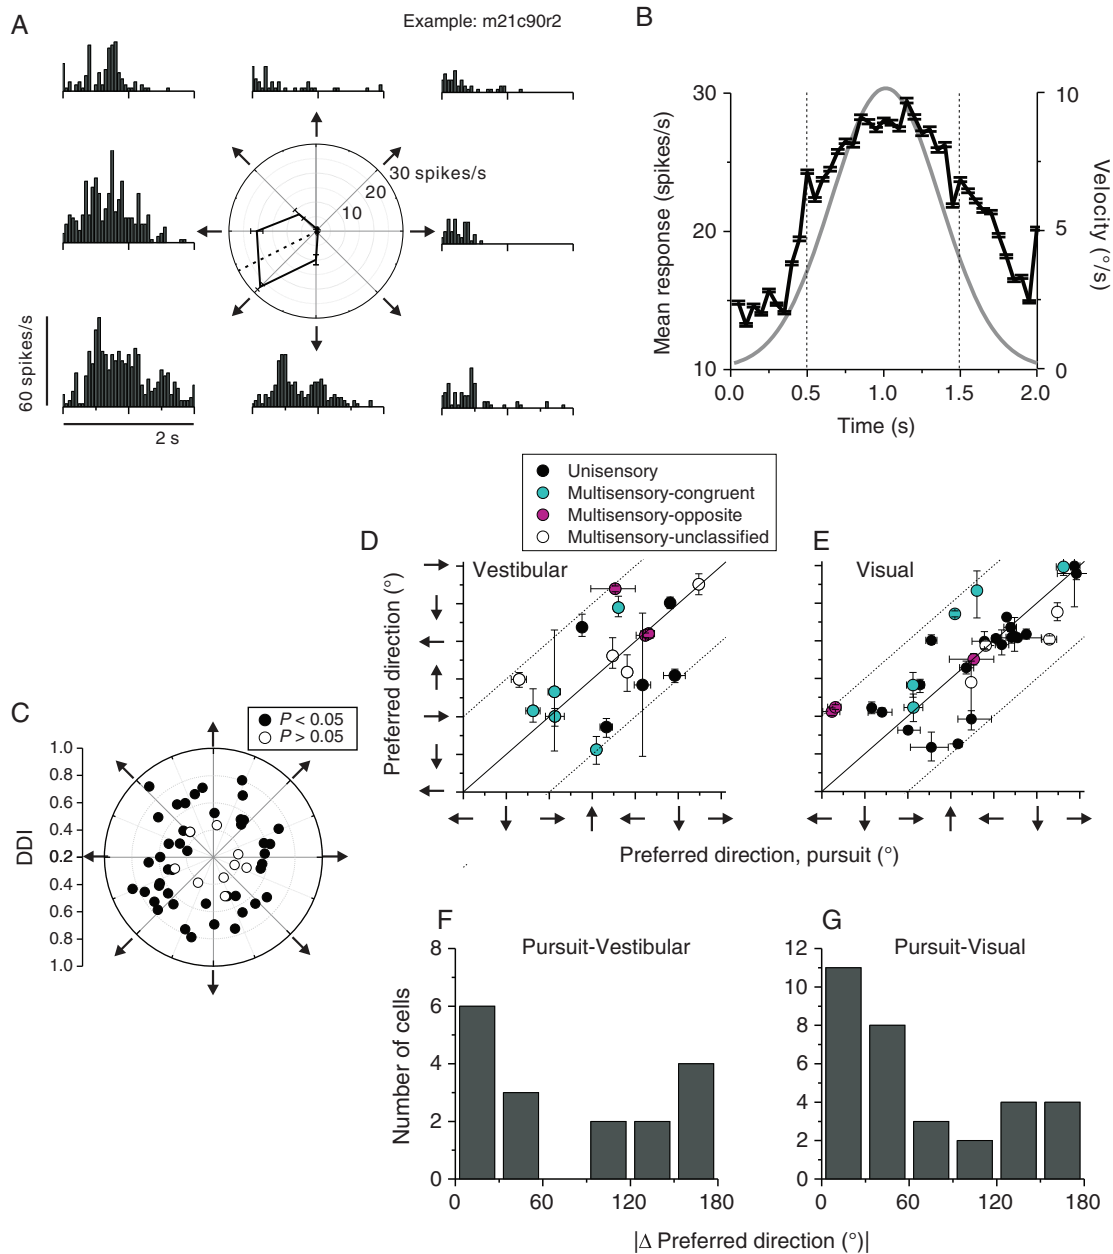 A
Example: m21c90r2
30 spikes/s
20
10
60 spikes/s
2 s
B
Mean response (spikes/s)
30
20
10
Velocity (°/s)
10
5
0
0.0 0.5 1.0 1.5 2.0
Time (s)
Unisensory
Multisensory-congruent
Multisensory-opposite
Multisensory-unclassified
C
P < 0.05
P > 0.05
DDI
1.0
0.8
0.6
0.4
0.2
0.4
0.6
0.8
1.0
D
Vestibular
Preferred direction (°)
E
Visual
Preferred direction, pursuit (°)
F
Pursuit-Vestibular
Number of cells
8
6
4
2
0
0 60 120 180
G
Pursuit-Visual
12
10
8
6
4
2
0
0 60 120 180
|Δ Preferred direction (°)|